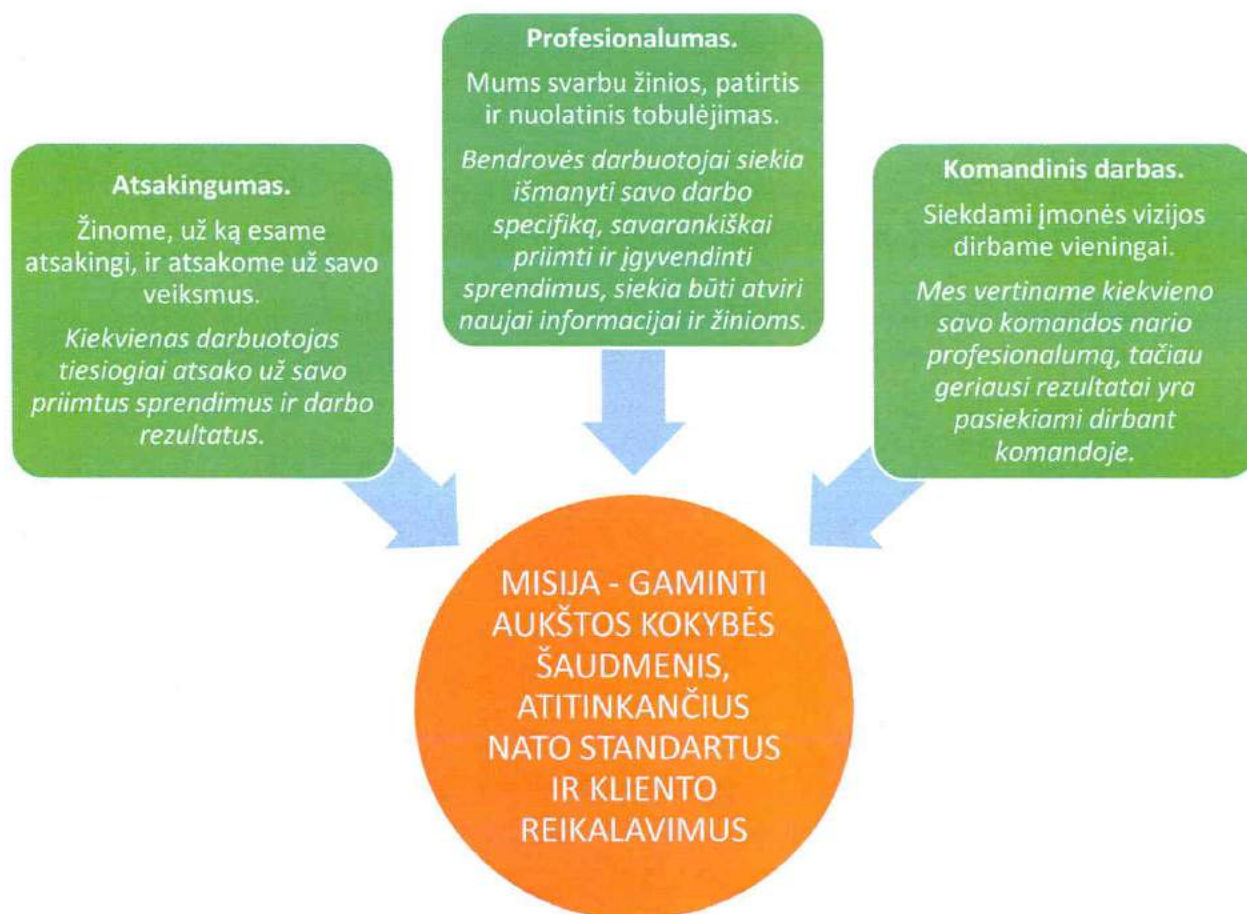 Atsakingumas.
Žinome, už ką esame
atsakingi, ir atsakome už savo
veiksmus.
Kiekvienas darbuotojas
tiesiogiai atsako už savo
priimtus sprendimus ir darbo
rezultatus.
Profesionalumas.
Mums svarbu žinios, patirtis
ir nuolatinis tobulėjimas.
Bendrovės darbuotojai siekia
išmanyti savo darbo
specifiką, savarankiškai
priimti ir įgyvendinti
sprendimus, siekia būti atviri
naujai informacijai ir žinioms.
Komandinis darbas.
Siekdami įmonės vizijos
dirbame vieningai.
Mes vertiname kiekvieno
savo komandos nario
profesionalumą, tačiau
geriausi rezultatai yra
pasiekiami dirbant
komandoje.
MISIJA - GAMINTI
AUKŠTOS KOKYBĖS
ŠAUDMENIS,
ATITINKANČIUS
NATO STANDARTUS
IR KLIENTO
REIKALAVIMUS